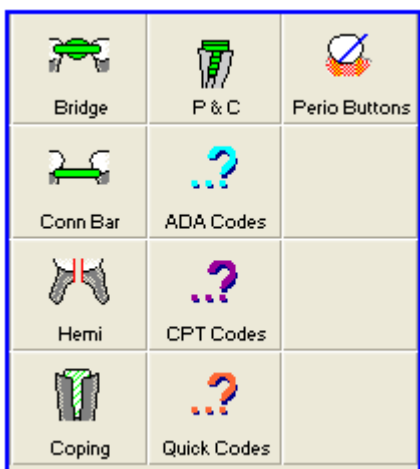 Bridge
P & C
Perio Buttons
Conn Bar
ADA Codes
Hemi
CPT Codes
Coping
Quick Codes